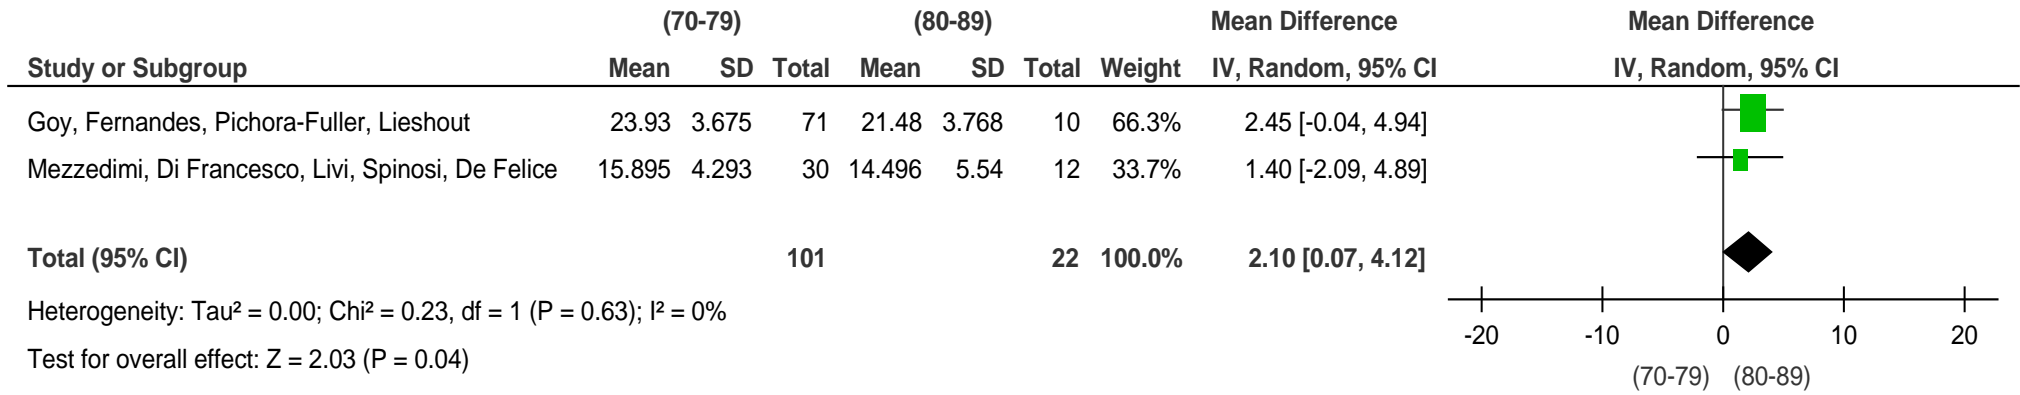 (70-79) (80-89) Mean Difference Mean Difference
Study or Subgroup Mean SD Total Mean SD Total Weight IV, Random, 95% CI IV, Random, 95% CI
Goy, Fernandes, Pichora-Fuller, Lieshout 23.93 3.675 71 21.48 3.768 10 66.3% 2.45 [-0.04, 4.94]
Mezzedimi, Di Francesco, Livi, Spinosi, De Felice 15.895 4.293 30 14.496 5.54 12 33.7% 1.40 [-2.09, 4.89]
Total (95% CI) 101 22 100.0% 2.10 [0.07, 4.12]
Heterogeneity: Tau² = 0.00; Chi² = 0.23, df = 1 (P = 0.63); I² = 0%
Test for overall effect: Z = 2.03 (P = 0.04)
-20 -10 0 10 20
(70-79) (80-89)